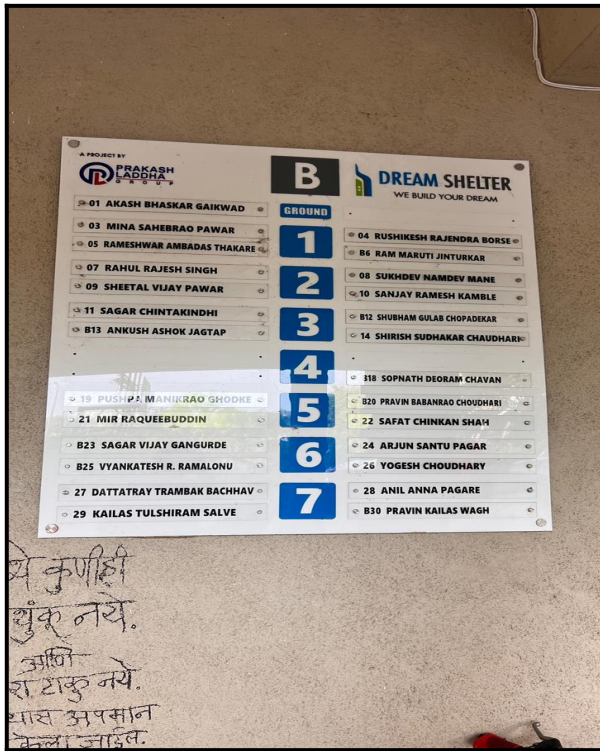 A PROJECT BY
PRAKASH
LADDHA
GROUP
B
DREAM SHELTER
WE BUILD YOUR DREAM
GROUND
01 AKASH BHASKAR GAIKWAD
1
03 MINA SAHEBRAO PAWAR
04 RUSHIKESH RAJENDRA BORSE
05 RAMESHWAR AMBADAS THAKARE
B6 RAM MARUTI JINTURKAR
2
07 RAHUL RAJESH SINGH
08 SUKHDEV NAMDEV MANE
09 SHEETAL VIJAY PAWAR
10 SANJAY RAMESH KAMBLE
3
11 SAGAR CHINTAKINDHI
B12 SHUBHAM GULAB CHOPADEKAR
B13 ANKUSH ASHOK JAGTAP
14 SHIRISH SUDHAKAR CHAUDHARI
4
B18 SOPNATH DEORAM CHAVAN
5
19 PUSHPA MANIKRAO GHODKE
B20 PRAVIN BABANRAO CHOUDHARI
21 MIR RAQUEEBUDDIN
22 SAFAT CHINKAN SHAH
6
B23 SAGAR VIJAY GANGURDE
24 ARJUN SANTU PAGAR
B25 VYANKATESH R. RAMALONU
26 YOGESH CHOUDHARY
7
27 DATTATRAY TRAMBAK BACHHAV
28 ANIL ANNA PAGARE
29 KAILAS TULSHIRAM SALVE
B30 PRAVIN KAILAS WAGH
कुणीही
थुंकू नये.
आणि
टाकु नये.
अपमान
केला जाईल.